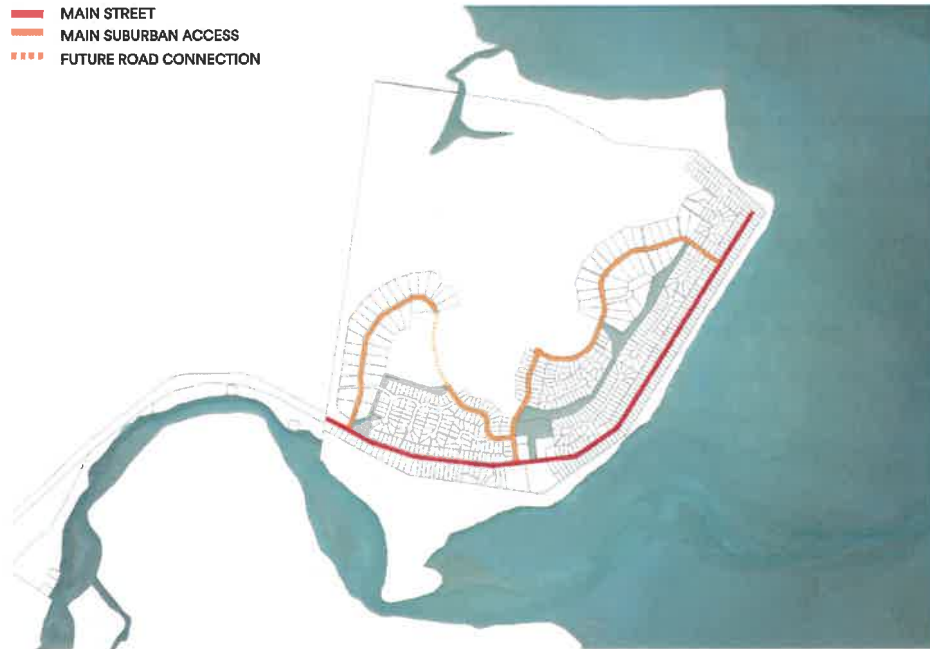 MAIN STREET
MAIN SUBURBAN ACCESS
FUTURE ROAD CONNECTION